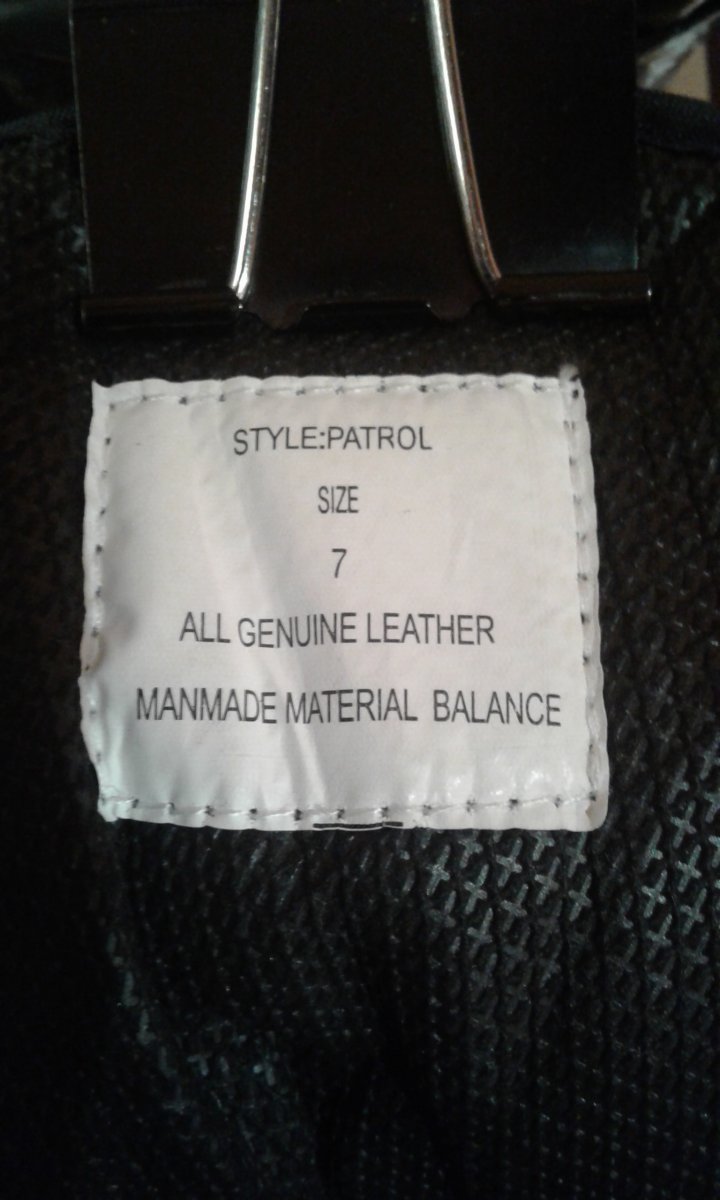 STYLE:PATROL
SIZE
7
ALL GENUINE LEATHER
MANMADE MATERIAL BALANCE